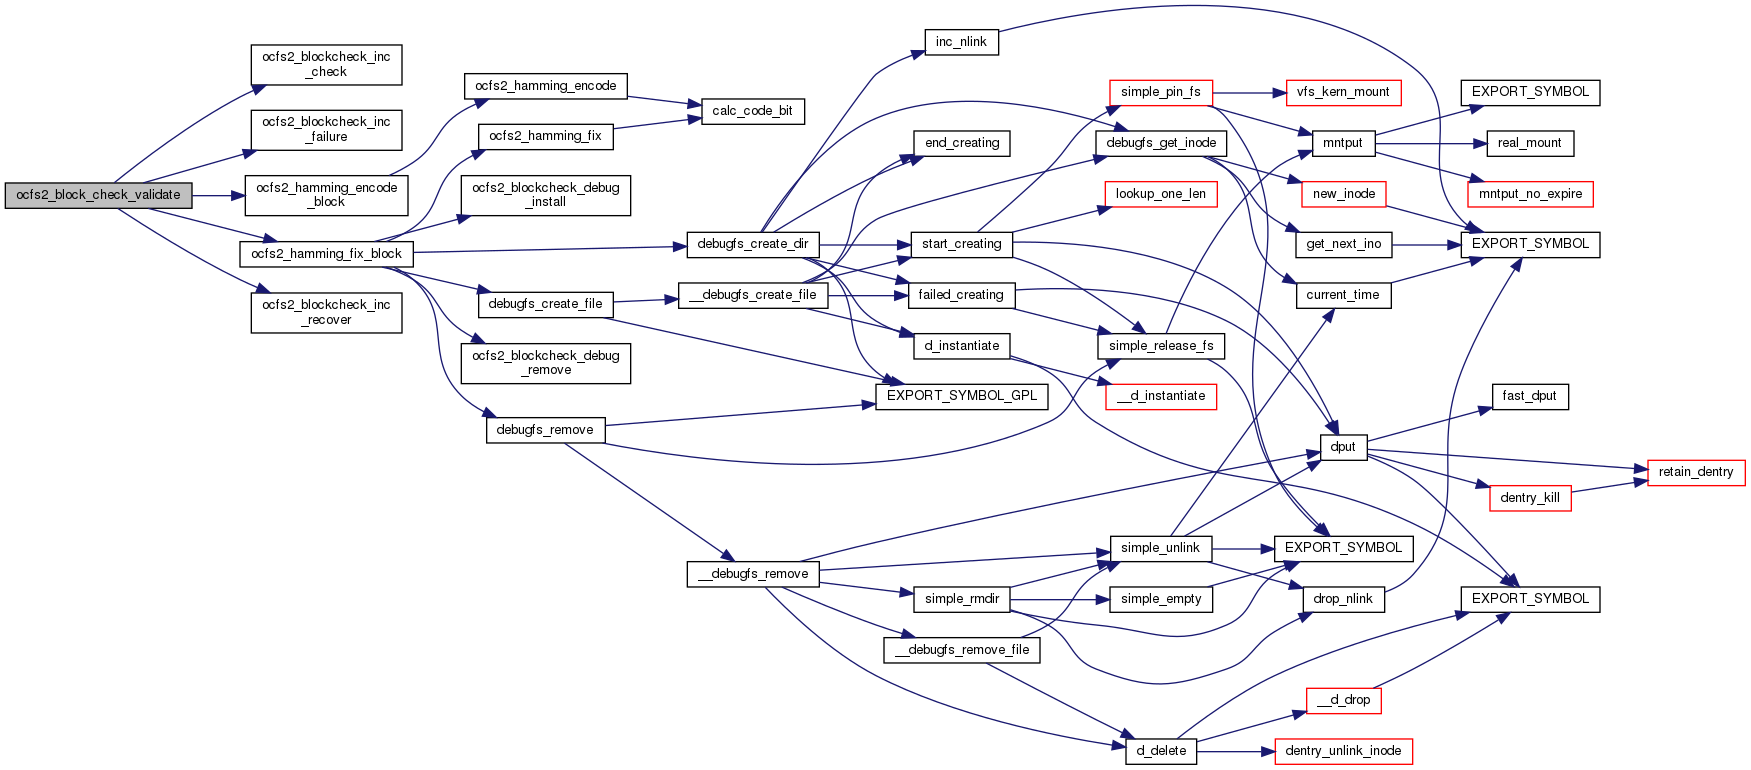 ocfs2_block_check_validate
ocfs2_blockcheck_inc
_check
ocfs2_blockcheck_inc
_failure
ocfs2_hamming_encode
_block
ocfs2_hamming_fix_block
ocfs2_blockcheck_inc
_recover
ocfs2_hamming_encode
ocfs2_hamming_fix
ocfs2_blockcheck_debug
_install
debugfs_create_file
ocfs2_blockcheck_debug
_remove
debugfs_remove
calc_code_bit
debugfs_create_dir
__debugfs_create_file
__debugfs_remove
inc_nlink
end_creating
start_creating
failed_creating
d_instantiate
EXPORT_SYMBOL_GPL
simple_rmdir
__debugfs_remove_file
simple_pin_fs
debugfs_get_inode
lookup_one_len
simple_release_fs
__d_instantiate
simple_unlink
simple_empty
d_delete
vfs_kern_mount
mntput
new_inode
get_next_ino
current_time
dput
EXPORT_SYMBOL
drop_nlink
__d_drop
dentry_unlink_inode
EXPORT_SYMBOL
real_mount
mntput_no_expire
EXPORT_SYMBOL
fast_dput
dentry_kill
EXPORT_SYMBOL
retain_dentry